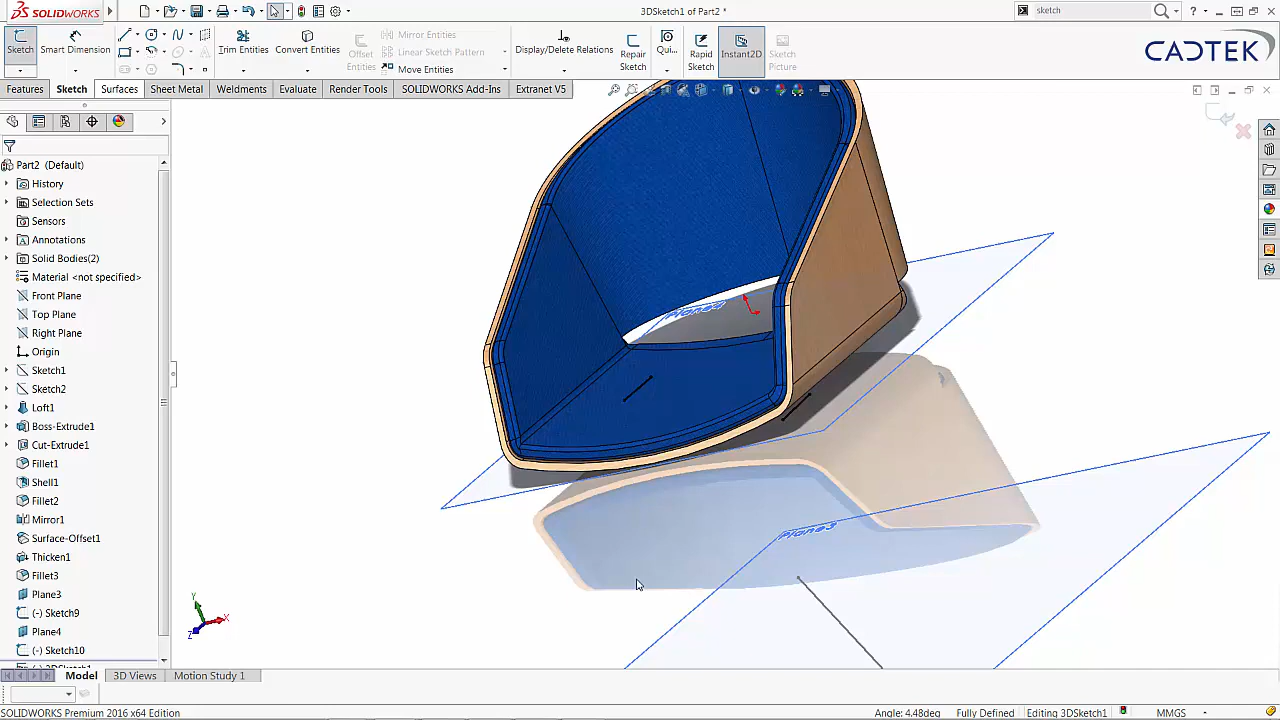 SOLIDWORKS
3DSketch1 of Part2 *
sketch
CADTEK
Sketch
Smart Dimension
Trim Entities
Convert Entities
Offset Entities
Mirror Entities
Linear Sketch Pattern
Move Entities
Display/Delete Relations
Repair Sketch
Qui...
Rapid Sketch
Instant2D
Sketch Picture
Features
Sketch
Surfaces
Sheet Metal
Weldments
Evaluate
Render Tools
SOLIDWORKS Add-Ins
Extranet V5
Part2 (Default)
History
Selection Sets
Sensors
Annotations
Solid Bodies(2)
Material <not specified>
Front Plane
Top Plane
Right Plane
Origin
Sketch1
Sketch2
Loft1
Boss-Extrude1
Cut-Extrude1
Fillet1
Shell1
Fillet2
Mirror1
Surface-Offset1
Thicken1
Fillet3
Plane3
(-) Sketch9
Plane4
(-) Sketch10
Y
X
Z
Model
3D Views
Motion Study 1
SOLIDWORKS Premium 2016 x64 Edition
Angle: 4.48deg
Fully Defined
Editing 3DSketch1
MMGS